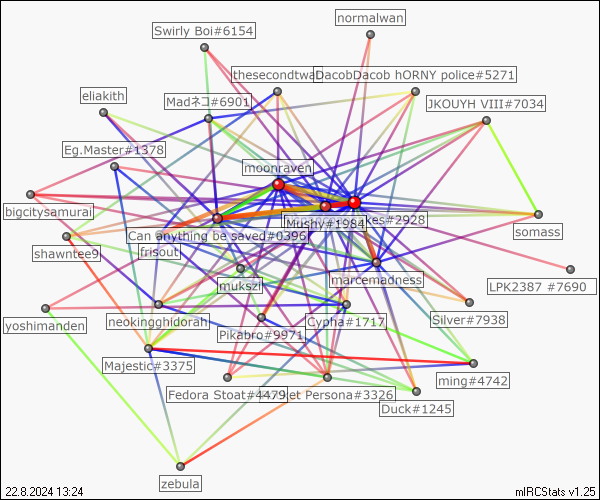 normalwan
Swirly Boi#6154
thesecondtwa
DacobDacob hORNY police#5271
eliakith
Madネコ#6901
JKOUYH VIII#7034
Eg.Master#1378
moonraven
bigcitysamurai
Mushy#1984
kes#2928
somass
Can anything be saved#0396
shawntee9
frisout
marcemadness
mukszi
LPK2387 #7690
yoshimanden
neokingghidorah
Cypha#1717
Silver#7938
Pikabro#9971
Majestic#3375
ming#4742
Fedora Stoat#4479
et Persona#3326
Duck#1245
zebula
22.8.2024 13:24
mIRCStats v1.25